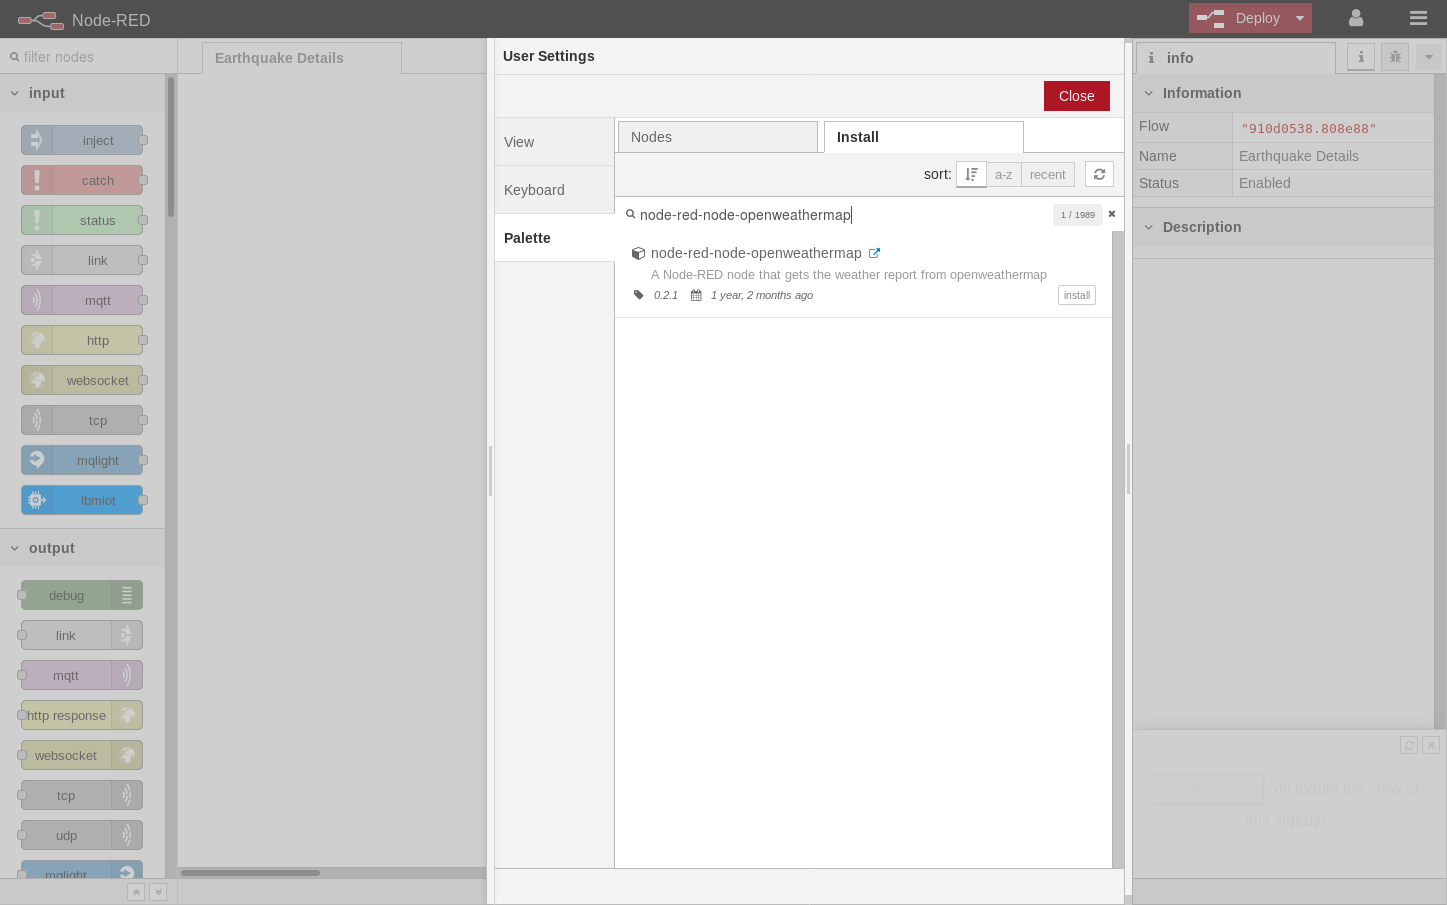 Node-RED
Deploy
filter nodes
input
inject
catch
status
link
mqtt
http
websocket
tcp
mqlight
ibmiot
output
debug
link
mqtt
http response
websocket
tcp
udp
mqlight
Earthquake Details
User Settings
Close
View
Keyboard
Palette
Nodes
Install
sort:
a-z
recent
node-red-node-openweathermap
1 / 1989
node-red-node-openweathermap
A Node-RED node that gets the weather report from openweathermap
0.2.1
1 year, 2 months ago
install
info
Information
Flow "910d0538.808e88"
Name Earthquake Details
Status Enabled
Description
will toggle the view of
this sidebar